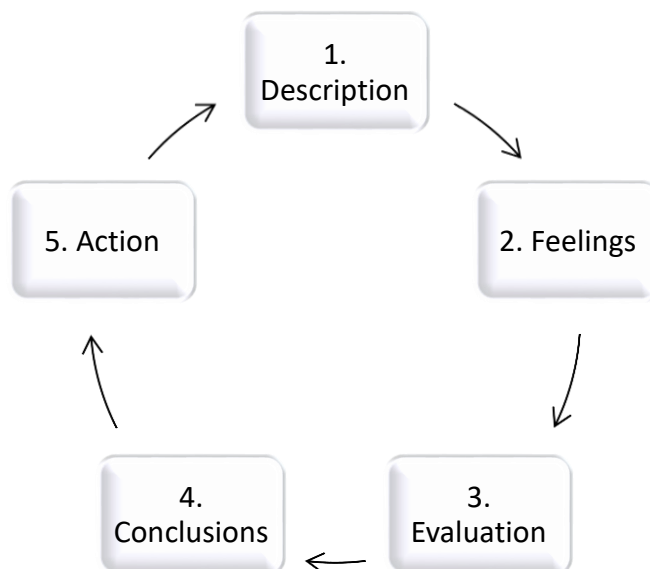 1.
Description
2. Feelings
3.
Evaluation
4.
Conclusions
5. Action